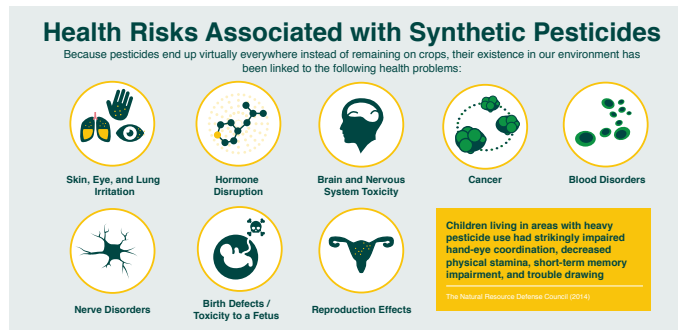 Health Risks Associated with Synthetic Pesticides
Because pesticides end up virtually everywhere instead of remaining on crops, their existence in our environment has
been linked to the following health problems:
Skin, Eye, and Lung
Irritation
Hormone
Disruption
Brain and Nervous
System Toxicity
Cancer
Blood Disorders
Nerve Disorders
Birth Defects /
Toxicity to a Fetus
Reproduction Effects
Children living in areas with heavy
pesticide use had strikingly impaired
hand-eye coordination, decreased
physical stamina, short-term memory
impairment, and trouble drawing
The Natural Resource Defense Council (2014)